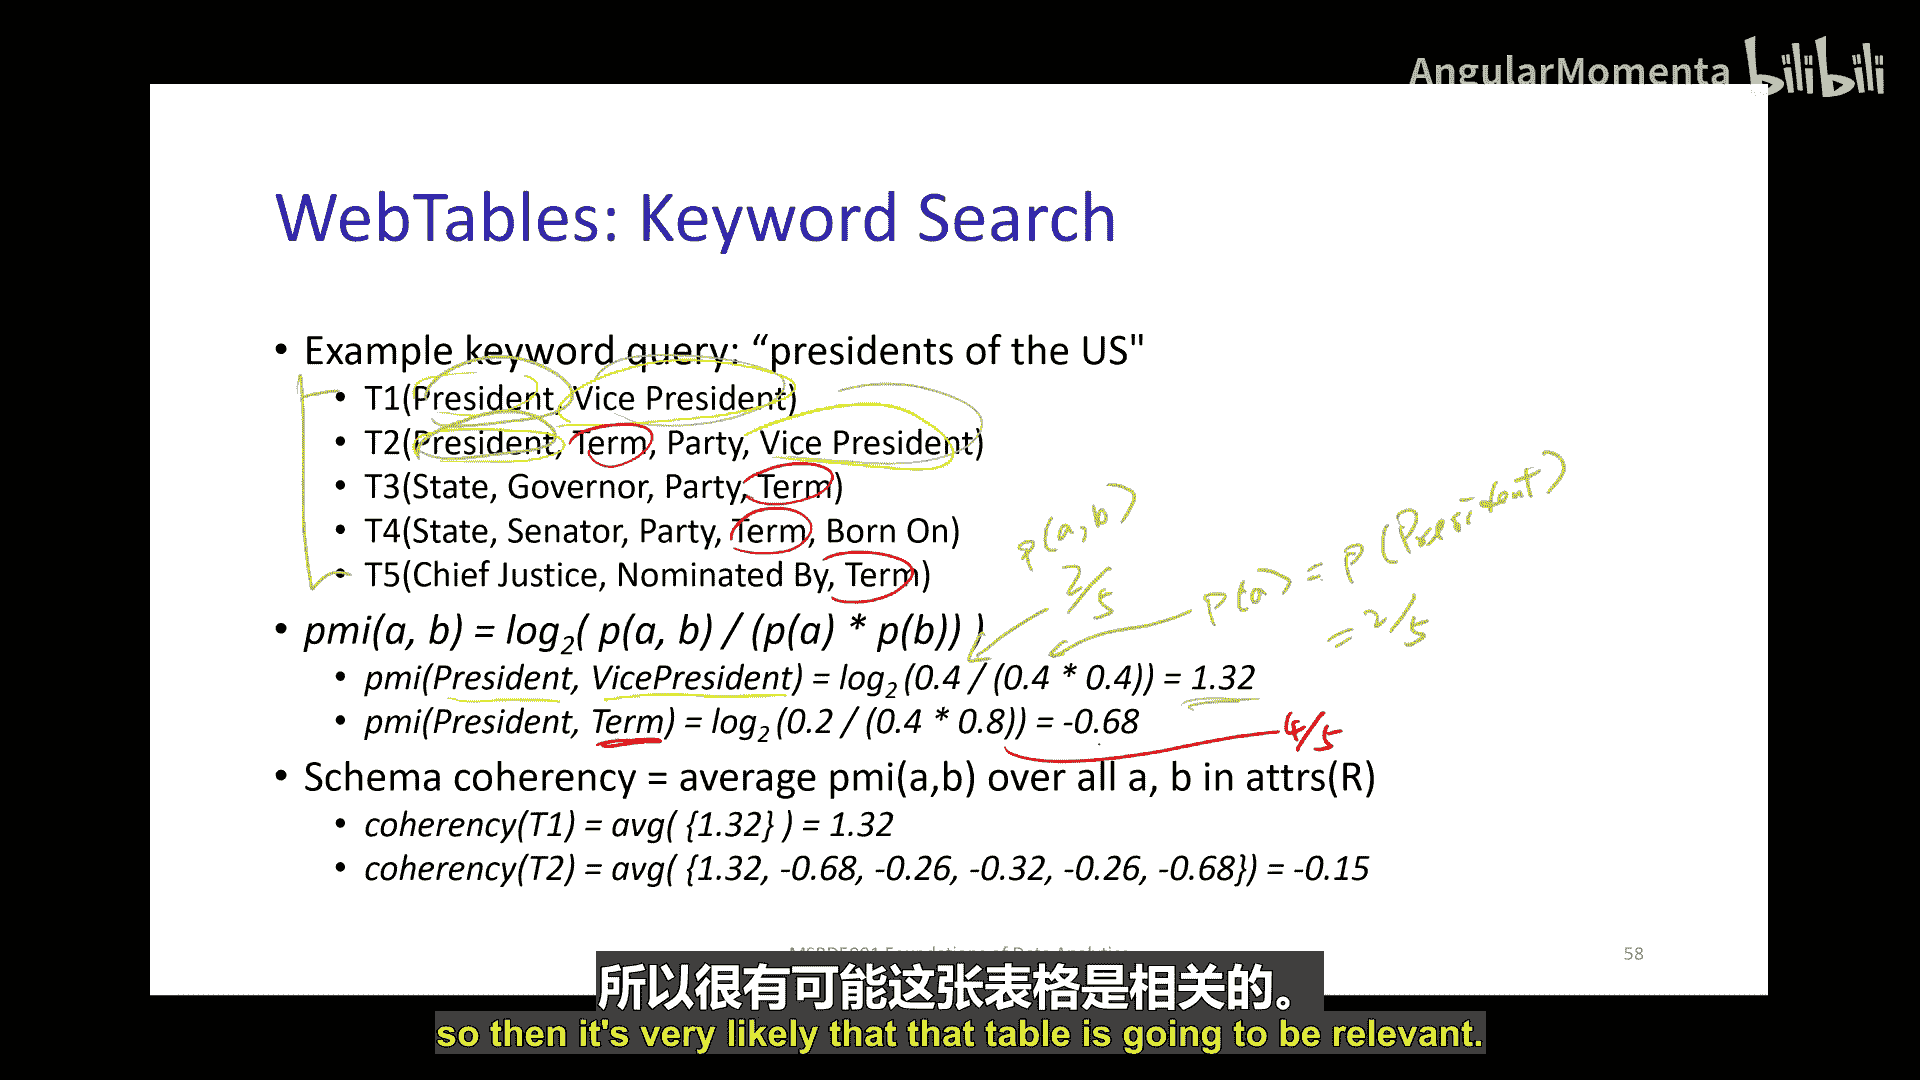 AngularMomenta bilibili
WebTables: Keyword Search
• Example keyword query: “presidents of the US"
• T1(President, Vice President)
• T2(President, Term, Party, Vice President)
• T3(State, Governor, Party, Term)
• T4(State, Senator, Party, Term, Born On)
• T5(Chief Justice, Nominated By, Term)
p(a,b)
2/5
p(a) = p(President)
= 2/5
• pmi(a, b) = log2( p(a, b) / (p(a) * p(b)) )
• pmi(President, VicePresident) = log2 (0.4 / (0.4 * 0.4)) = 1.32
• pmi(President, Term) = log2 (0.2 / (0.4 * 0.8)) = -0.68
4/5
• Schema coherency = average pmi(a,b) over all a, b in attrs(R)
• coherency(T1) = avg( {1.32} ) = 1.32
• coherency(T2) = avg( {1.32, -0.68, -0.26, -0.32, -0.26, -0.68}) = -0.15
58
所以很有可能这张表格是相关的。
so then it's very likely that that table is going to be relevant.